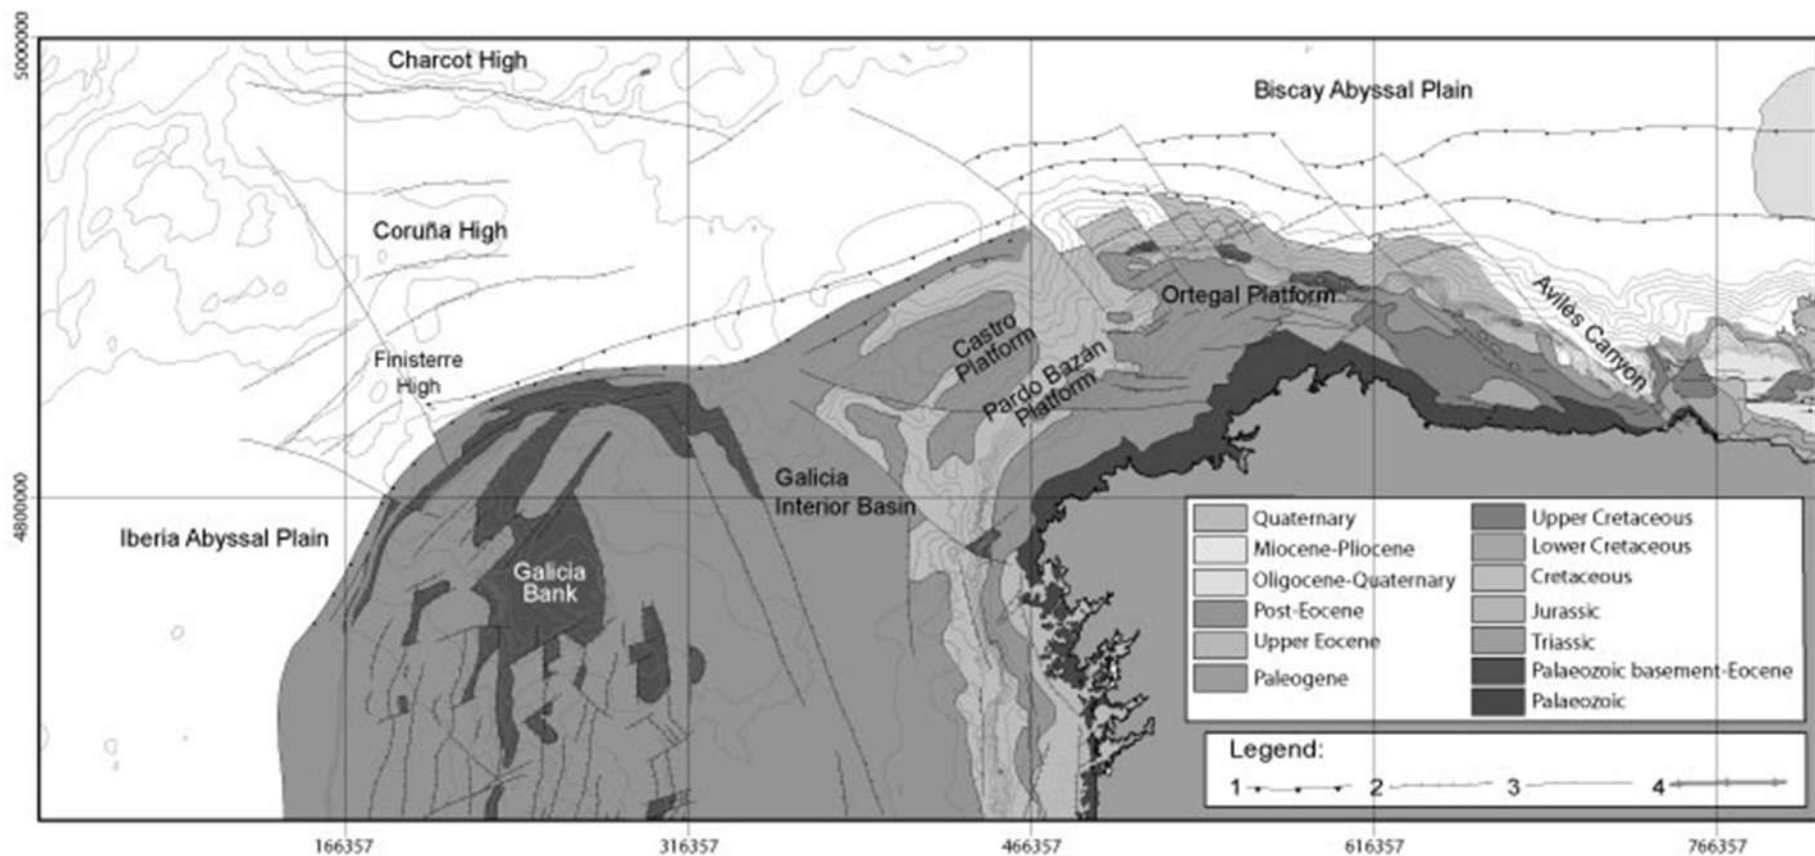 5000000
Charcot High
Biscay Abyssal Plain
Coruña High
Ortegal Platform
Avilés Canyon
Castro
Platform
Finisterre
High
Pardo Bazán
Platform
Galicia
Interior Basin
4800000
Iberia Abyssal Plain
Galicia
Bank
Quaternary
Miocene-Pliocene
Oligocene-Quaternary
Post-Eocene
Upper Eocene
Paleogene
Upper Cretaceous
Lower Cretaceous
Cretaceous
Jurassic
Triassic
Palaeozoic basement-Eocene
Palaeozoic
Legend:
1 2 3 4
166357 316357 466357 616357 766357